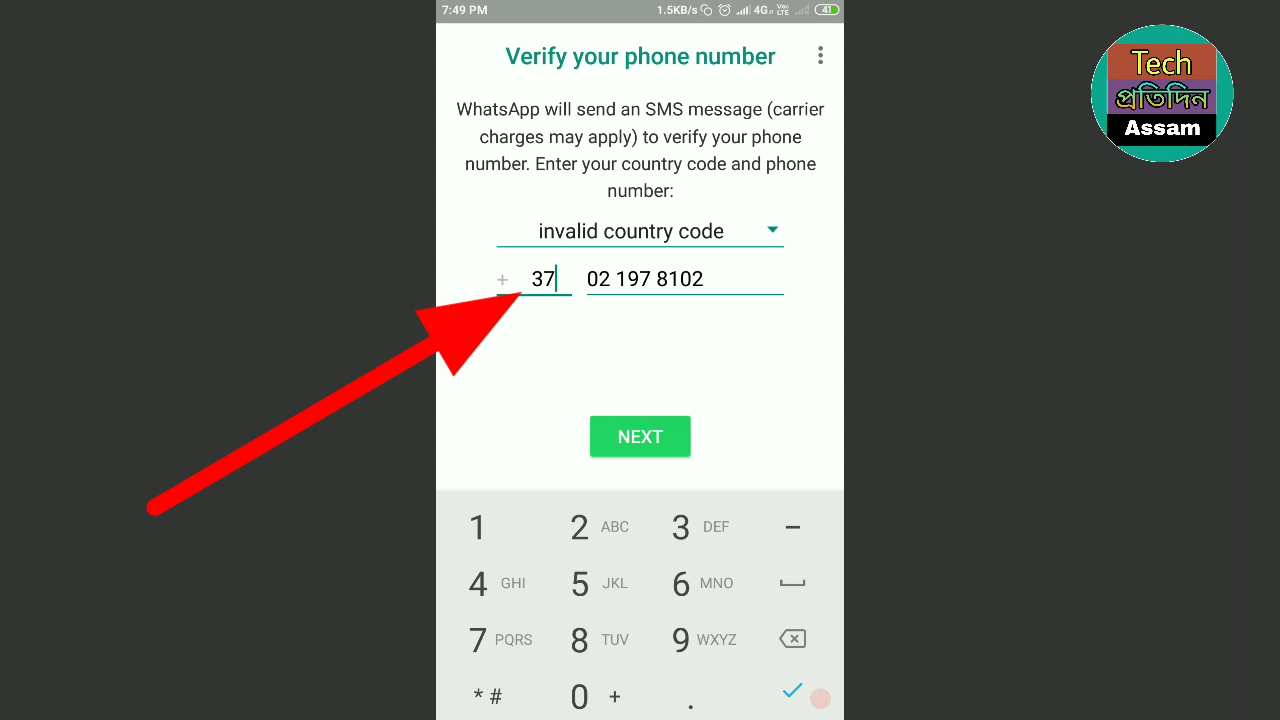 7:49 PM
1.5KB/s 4G Vo LTE 41
Verify your phone number
WhatsApp will send an SMS message (carrier
charges may apply) to verify your phone
number. Enter your country code and phone
number:
invalid country code
+ 37 02 197 8102
NEXT
1 2 ABC 3 DEF -
4 GHI 5 JKL 6 MNO
7 PQRS 8 TUV 9 WXYZ
* # 0 + .
Tech
প্ৰতিদিন
Assam